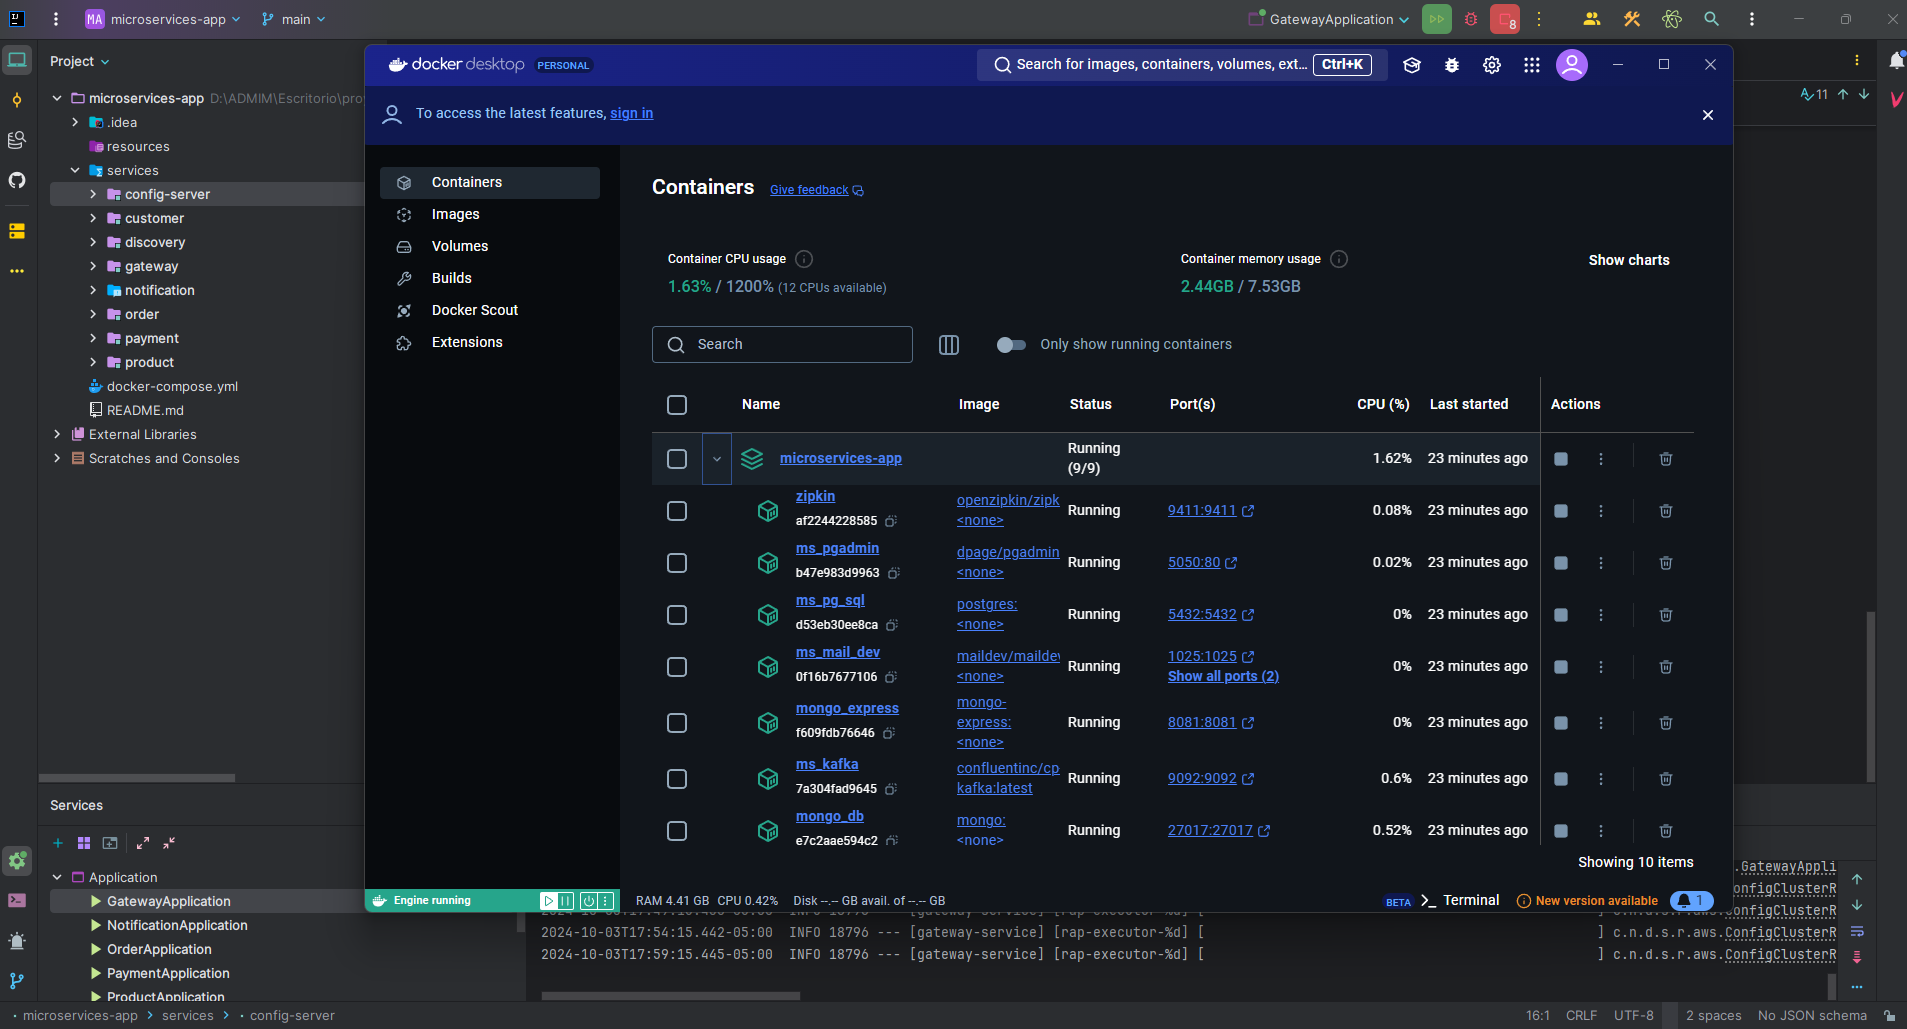 MA microservices-app
main
GatewayApplication
8
Project
microservices-app D:\ADMIM\Escritorio\pro
.idea
resources
services
config-server
customer
discovery
gateway
notification
order
payment
product
docker-compose.yml
README.md
External Libraries
Scratches and Consoles
11
docker desktop PERSONAL
Search for images, containers, volumes, ext... Ctrl+K
To access the latest features, sign in
Containers
Images
Volumes
Builds
Docker Scout
Extensions
Containers Give feedback
Container CPU usage
1.63% / 1200% (12 CPUs available)
Container memory usage
2.44GB / 7.53GB
Show charts
Search
Only show running containers
Name Image Status Port(s) CPU (%) Last started Actions
microservices-app Running (9/9) 1.62% 23 minutes ago
zipkin
af2244228585
openzipkin/zipk
<none>
Running 9411:9411 0.08% 23 minutes ago
ms_pgadmin
b47e983d9963
dpage/pgadmin
<none>
Running 5050:80 0.02% 23 minutes ago
ms_pg_sql
d53eb30ee8ca
postgres:
<none>
Running 5432:5432 0% 23 minutes ago
ms_mail_dev
0f16b7677106
maildev/maildev
<none>
Running 1025:1025 0% 23 minutes ago
Show all ports (2)
mongo_express
f609fdb76646
mongo-
express:
<none>
Running 8081:8081 0% 23 minutes ago
ms_kafka
7a304fad9645
confluentinc/cp-
kafka:latest
Running 9092:9092 0.6% 23 minutes ago
mongo_db
e7c2aae594c2
mongo:
<none>
Running 27017:27017 0.52% 23 minutes ago
Showing 10 items
Engine running
RAM 4.41 GB CPU 0.42% Disk --.-- GB avail. of --.-- GB
BETA Terminal New version available 1
Services
Application
GatewayApplication
NotificationApplication
OrderApplication
PaymentApplication
ProductApplication
.GatewayAppli
onfigClusterR
onfigClusterR
2024-10-03T17:54:15.442-05:00 INFO 18796 --- [gateway-service] [rap-executor-%d] [ ] c.n.d.s.r.aws.ConfigClusterR
2024-10-03T17:59:15.445-05:00 INFO 18796 --- [gateway-service] [rap-executor-%d] [ ] c.n.d.s.r.aws.ConfigClusterR
microservices-app > services > config-server
16:1 CRLF UTF-8 2 spaces No JSON schema